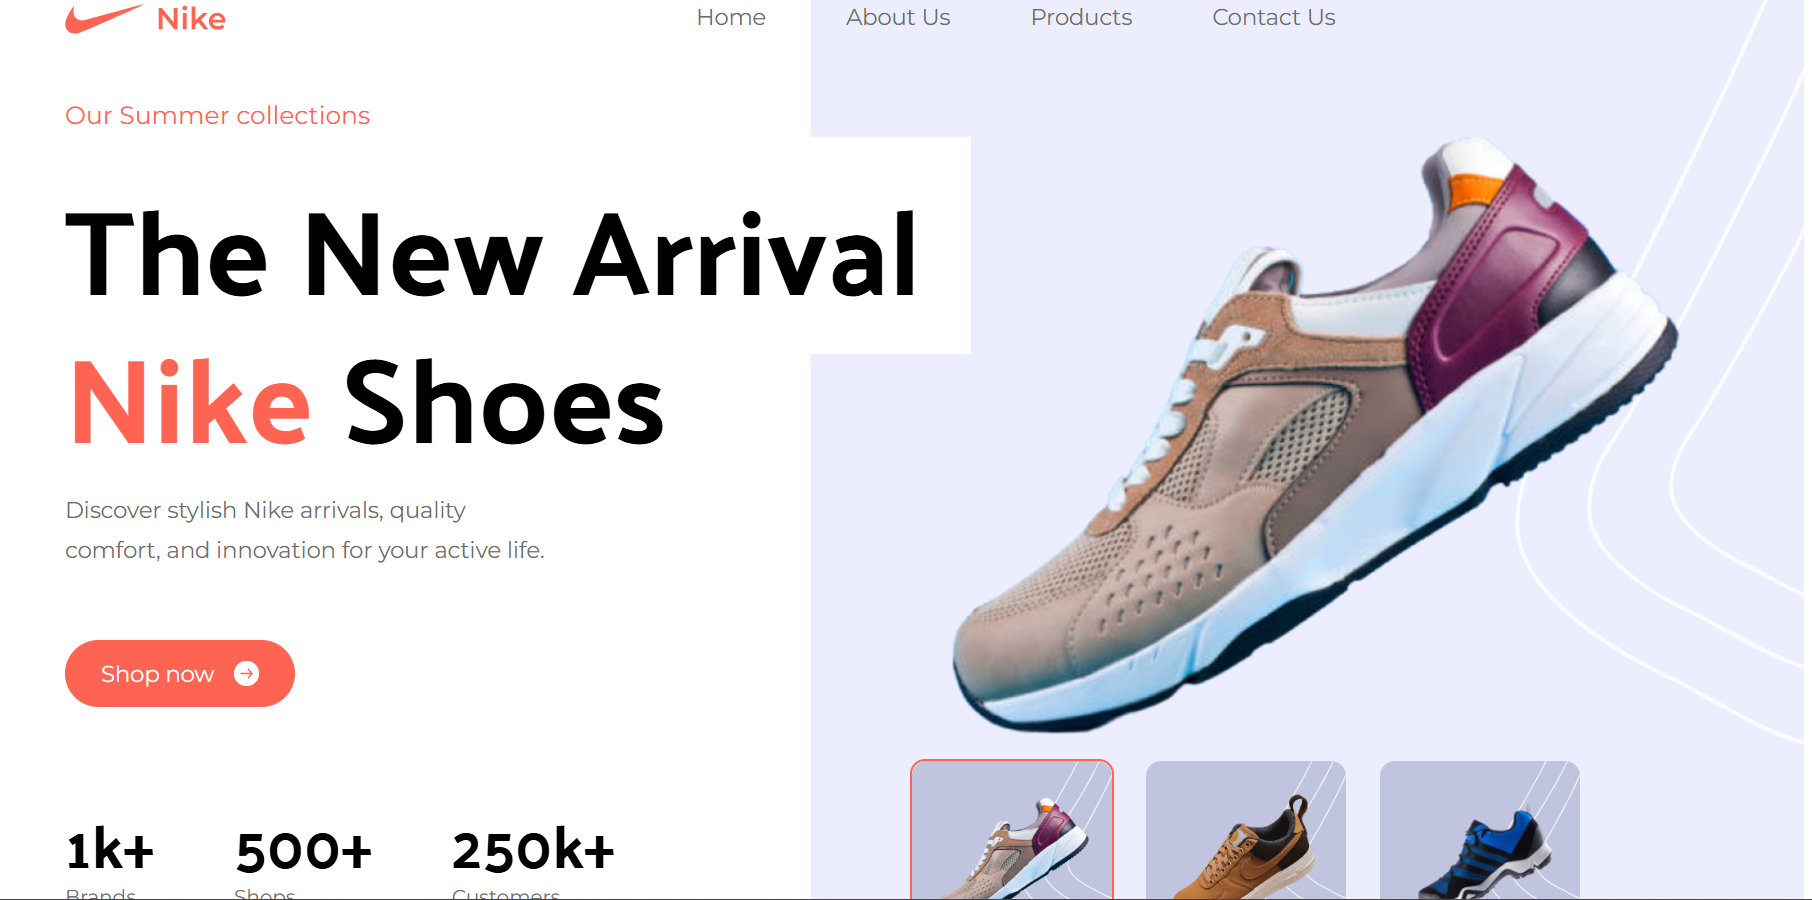 Nike
Home
About Us
Products
Contact Us
Our Summer collections
The New Arrival
Nike Shoes
Discover stylish Nike arrivals, quality
comfort, and innovation for your active life.
Shop now
1k+
500+
250k+
Brands
Shops
Customers